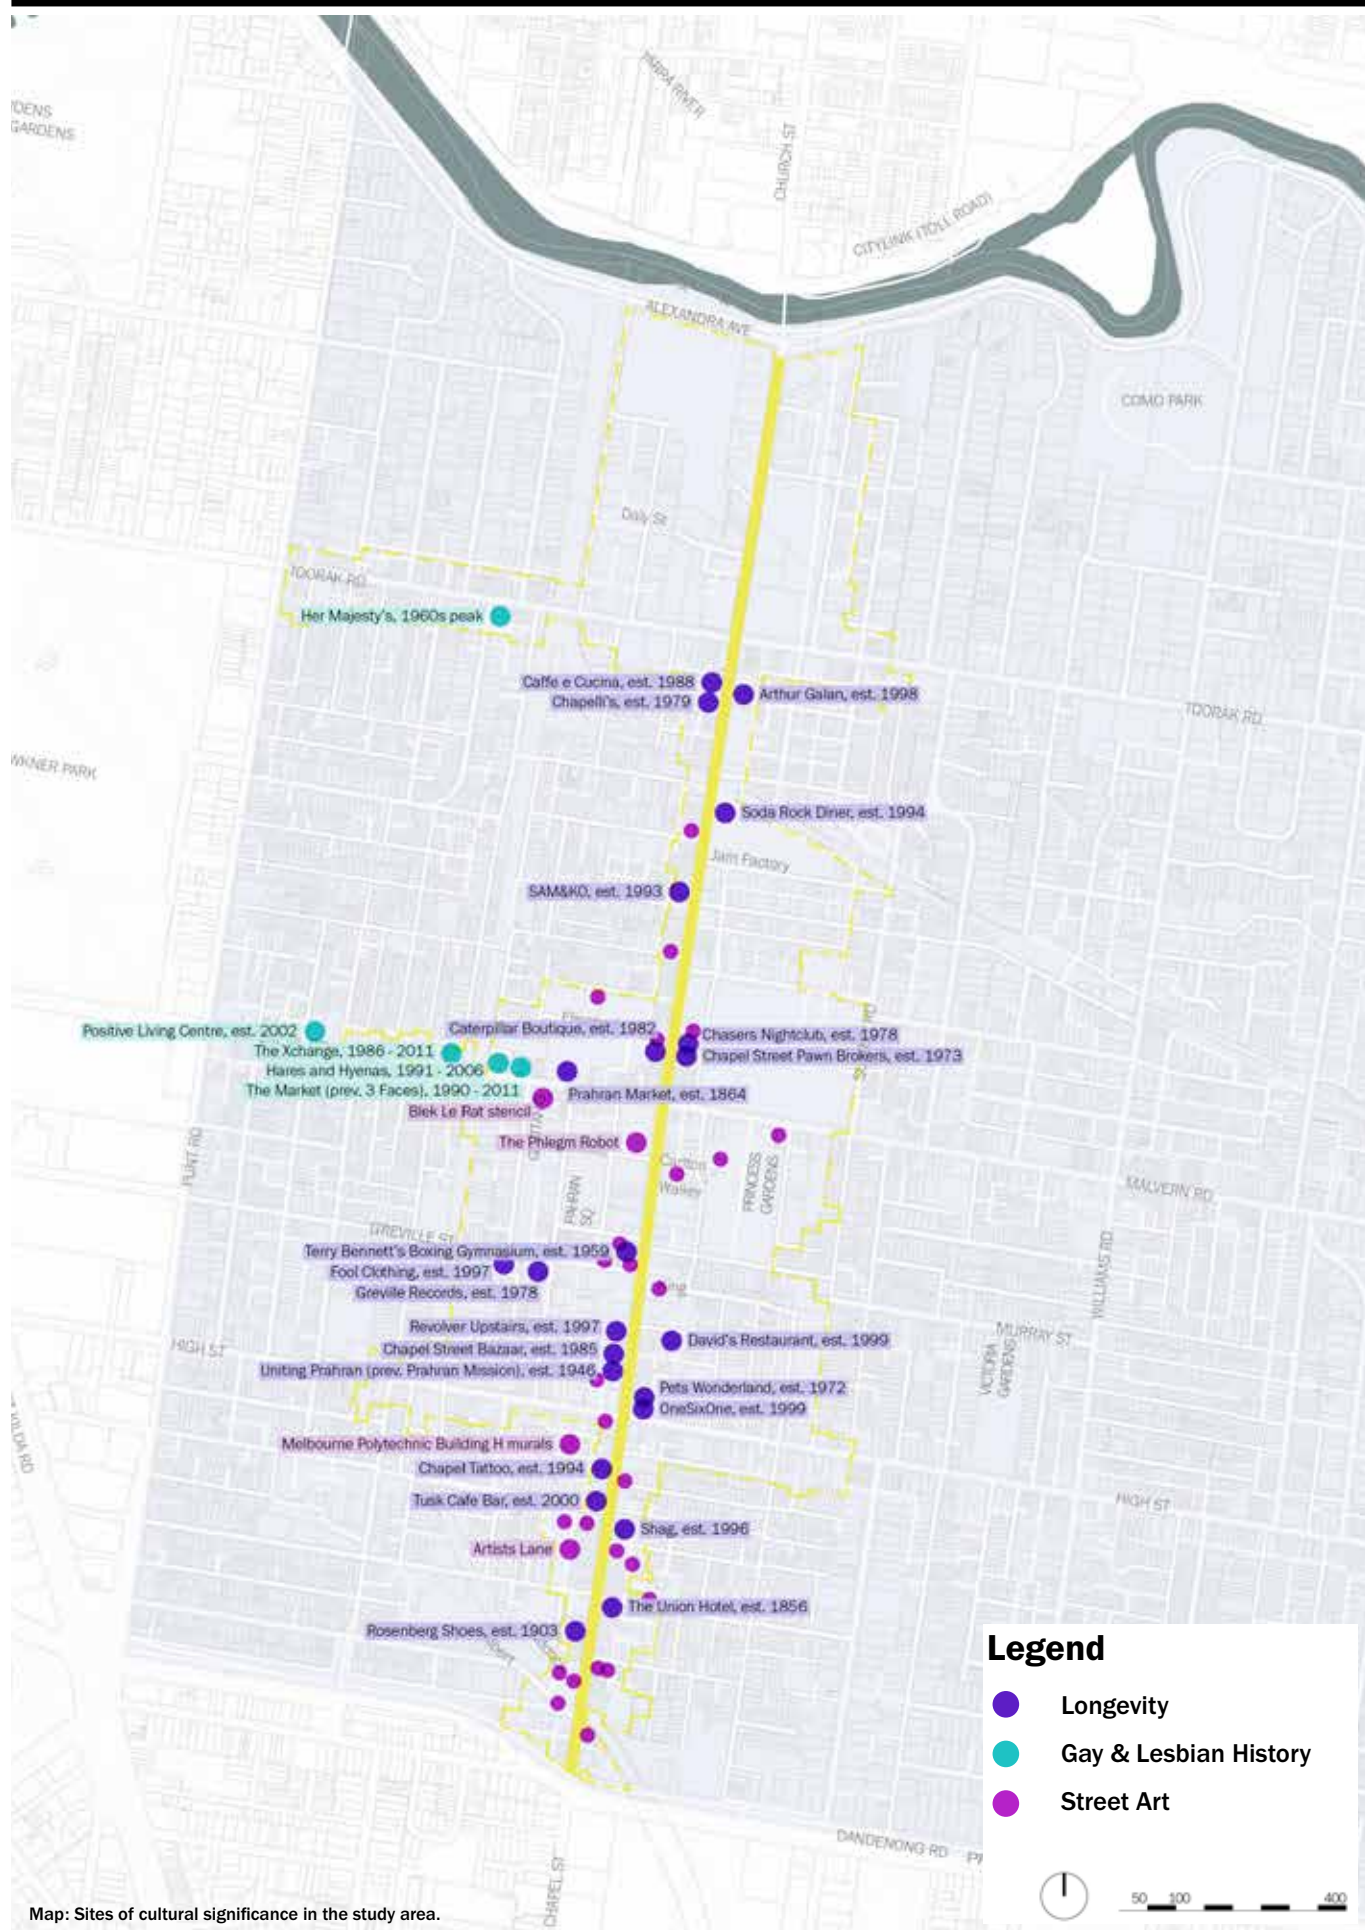 GARDENS
YARRA RIVER
CHURCH ST
CITYLINK (TOLL ROAD)
ALEXANDRA AVE
COMO PARK
Daly St
TOORAK RD
Her Majesty's, 1960s peak
Caffe e Cucina, est. 1988
Arthur Galan, est. 1998
Chapelli's, est. 1979
TOORAK RD
WKNER PARK
Soda Rock Diner, est. 1994
Jam Factory
SAM&KO, est. 1993
Positive Living Centre, est. 2002
Caterpillar Boutique, est. 1982
Chasers Nightclub, est. 1978
The Xchange, 1986 - 2011
Chapel Street Pawn Brokers, est. 1973
Hares and Hyenas, 1991 - 2006
The Market (prev. 3 Faces), 1990 - 2011
Prahran Market, est. 1864
Blek Le Rat stencil
The Phlegm Robot
PUNT RD
Walkey
PRINCESS
GARDENS
MALVERN RD
PAHRAN
SQ
GREVILLE ST
Terry Bennett's Boxing Gymnasium, est. 1959
Fool Clothing, est. 1997
Greville Records, est. 1978
WILLIAMS RD
Revolver Upstairs, est. 1997
David's Restaurant, est. 1999
MURRAY ST
HIGH ST
Chapel Street Bazaar, est. 1985
VICTORIA
GARDENS
Uniting Prahran (prev. Prahran Mission), est. 1946
Pets Wonderland, est. 1972
OneSixOne, est. 1999
KILDA RD
Melbourne Polytechnic Building H murals
Chapel Tattoo, est. 1994
Tusk Cafe Bar, est. 2000
HIGH ST
Shag, est. 1996
Artists Lane
The Union Hotel, est. 1856
Rosenberg Shoes, est. 1903
Legend
Longevity
Gay & Lesbian History
Street Art
DANDENONG RD
CHAPEL ST
50 100 400
Map: Sites of cultural significance in the study area.